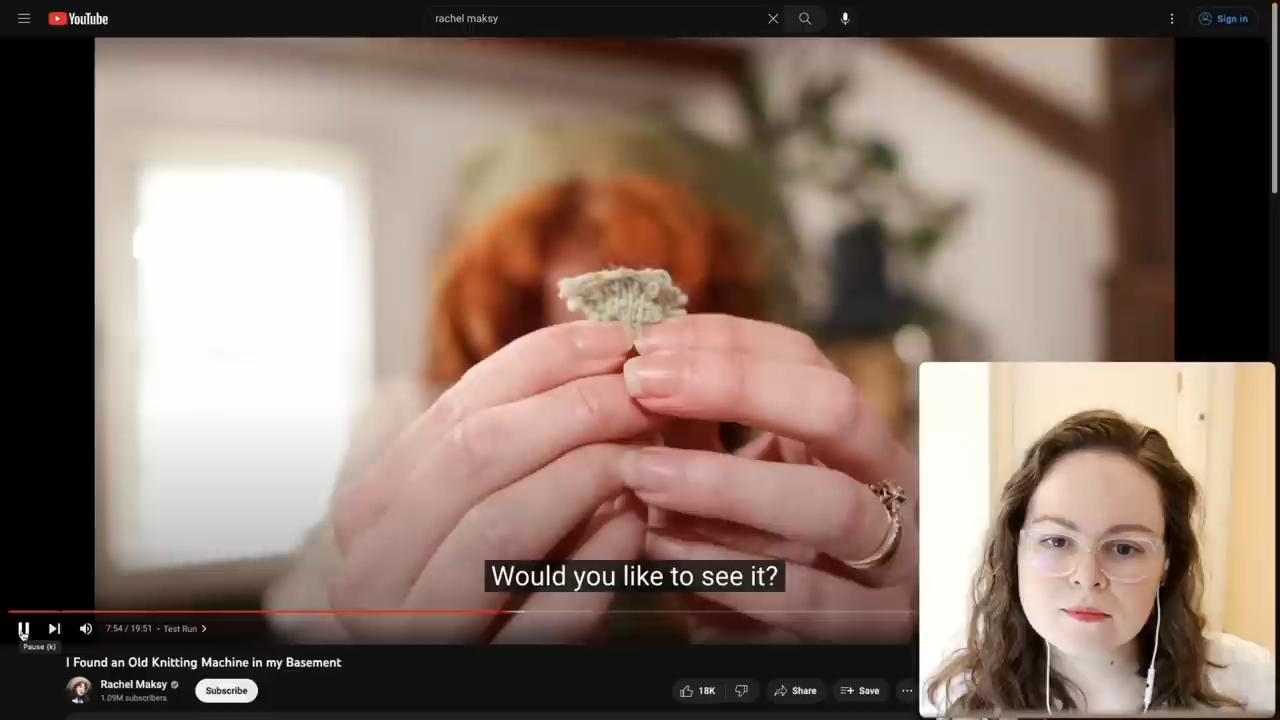 YouTube
rachel maksy
Sign in
Would you like to see it?
7:54 / 19:51 • Test Run
Pause (k)
I Found an Old Knitting Machine in my Basement
Rachel Maksy
1.09M subscribers
Subscribe
18K
Share
Save